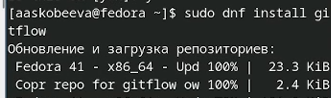 [aaskobeeva@fedora ~]$ sudo dnf install gi
tflow
Обновление и загрузка репозиториев:
Fedora 41 - x86_64 - Upd 100% |  23.3 KiB
Copr repo for gitflow ow 100% |   2.4 KiB